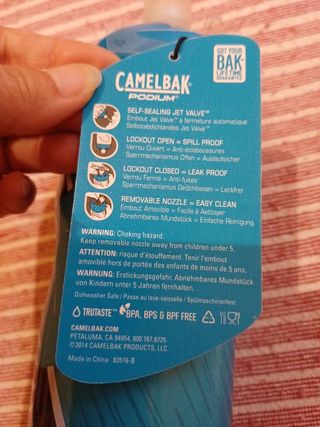 GOT YOUR
BAK™
LIFETIME
GUARANTEE
CAMELBAK®
PODIUM®
SELF-SEALING JET VALVE™
Embout Jet Valve™ à fermeture automatique
Selbstabdichtendes Jet Valve™
LOCKOUT OPEN = SPILL PROOF
Verrou Ouvert = Anti-éclaboussures
Sperrmechanismus Offen = Auslaufsicher
LOCKOUT CLOSED = LEAK PROOF
Verrou Fermé = Anti-fuites
Sperrmechanismus Geschlossen = Leckfrei
REMOVABLE NOZZLE = EASY CLEAN
Embout Amovible = Facile à Nettoyer
Abnehmbares Mundstück = Einfache Reinigung
WARNING: Choking hazard.
Keep removable nozzle away from children under 5.
ATTENTION: risque d'étouffement. Tenir l'embout
amovible hors de portée des enfants de moins de 5 ans.
WARNUNG: Erstickungsgefahr. Abnehmbares Mundstück
von Kindern unter 5 Jahren fernhalten.
Dishwasher Safe / Passe au lave-vaisselle / Spülmaschinenfest
TRUTASTE™ BPA, BPS & BPF FREE
CAMELBAK.COM
PETALUMA, CA 94954, 800.767.8725
©2014 CAMELBAK PRODUCTS, LLC.
Made in China 83516-B